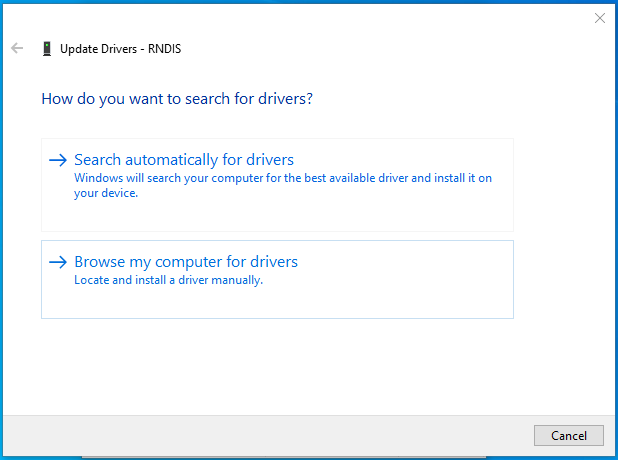 Update Drivers - RNDIS
How do you want to search for drivers?
Search automatically for drivers
Windows will search your computer for the best available driver and install it on
your device.
Browse my computer for drivers
Locate and install a driver manually.
Cancel